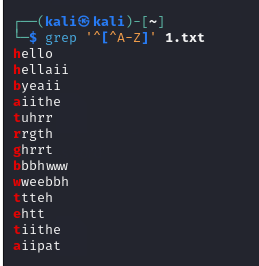 ┌──(kali㉿kali)-[~]
└─$ grep '^[^A-Z]' 1.txt
hello
hellaii
byeaii
aiithe
tuhrr
rrgth
ghrrt
bbbhwww
wweebbh
ttteh
ehtt
tiithe
aiipat